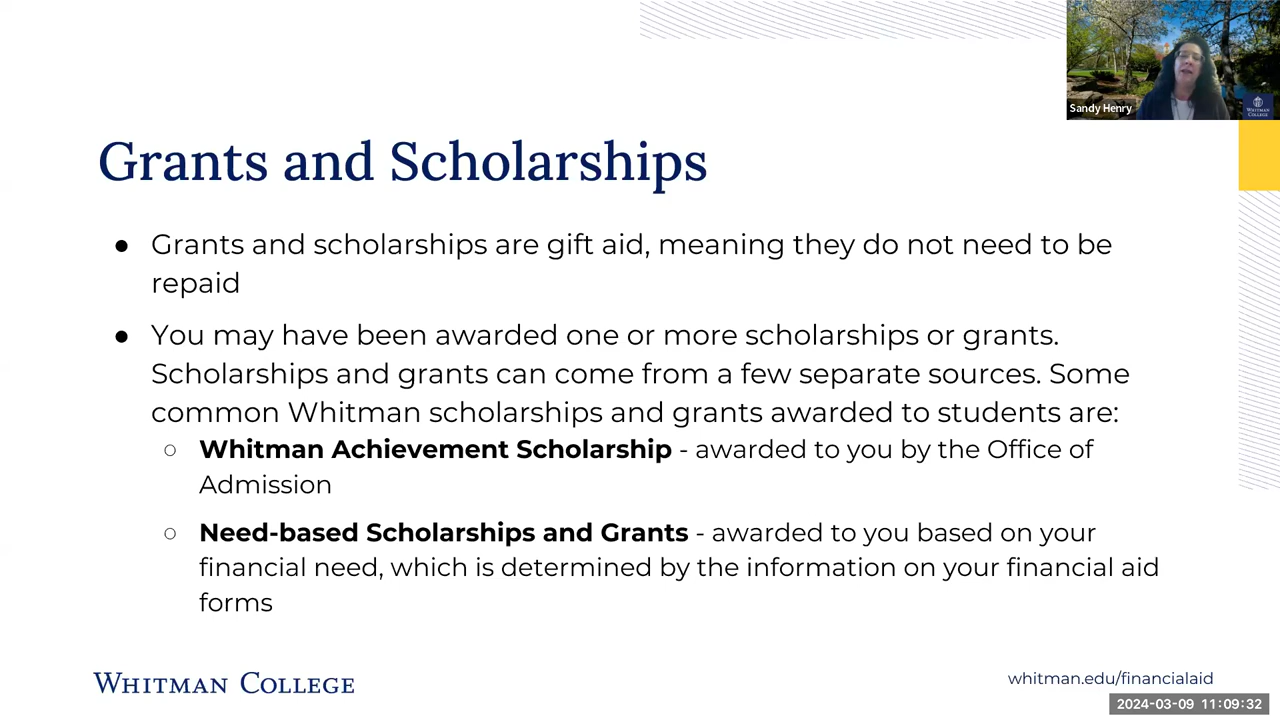 Sandy Henry
WHITMAN
COLLEGE
Grants and Scholarships
● Grants and scholarships are gift aid, meaning they do not need to be
repaid
● You may have been awarded one or more scholarships or grants.
Scholarships and grants can come from a few separate sources. Some
common Whitman scholarships and grants awarded to students are:
○ Whitman Achievement Scholarship - awarded to you by the Office of
Admission
○ Need-based Scholarships and Grants - awarded to you based on your
financial need, which is determined by the information on your financial aid
forms
WHITMAN COLLEGE
whitman.edu/financialaid
2024-03-09 11:09:32